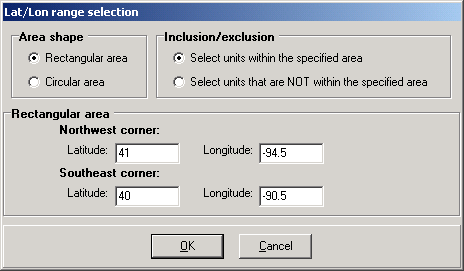 Lat/Lon range selection
Area shape
Rectangular area
Circular area
Inclusion/exclusion
Select units within the specified area
Select units that are NOT within the specified area
Rectangular area
Northwest corner:
Latitude: 41 Longitude: -94.5
Southeast corner:
Latitude: 40 Longitude: -90.5
OK Cancel